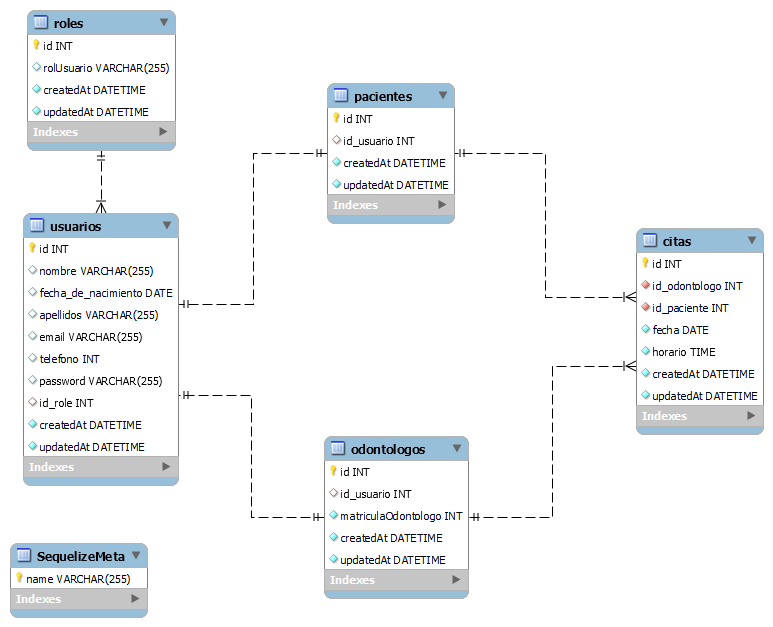 roles
id INT
rolUsuario VARCHAR(255)
createdAt DATETIME
updatedAt DATETIME
Indexes
usuarios
id INT
nombre VARCHAR(255)
fecha_de_nacimiento DATE
apellidos VARCHAR(255)
email VARCHAR(255)
telefono INT
password VARCHAR(255)
id_role INT
createdAt DATETIME
updatedAt DATETIME
Indexes
SequelizeMeta
name VARCHAR(255)
Indexes
pacientes
id INT
id_usuario INT
createdAt DATETIME
updatedAt DATETIME
Indexes
odontologos
id INT
id_usuario INT
matriculaOdontologo INT
createdAt DATETIME
updatedAt DATETIME
Indexes
citas
id INT
id_odontologo INT
id_paciente INT
fecha DATE
horario TIME
createdAt DATETIME
updatedAt DATETIME
Indexes